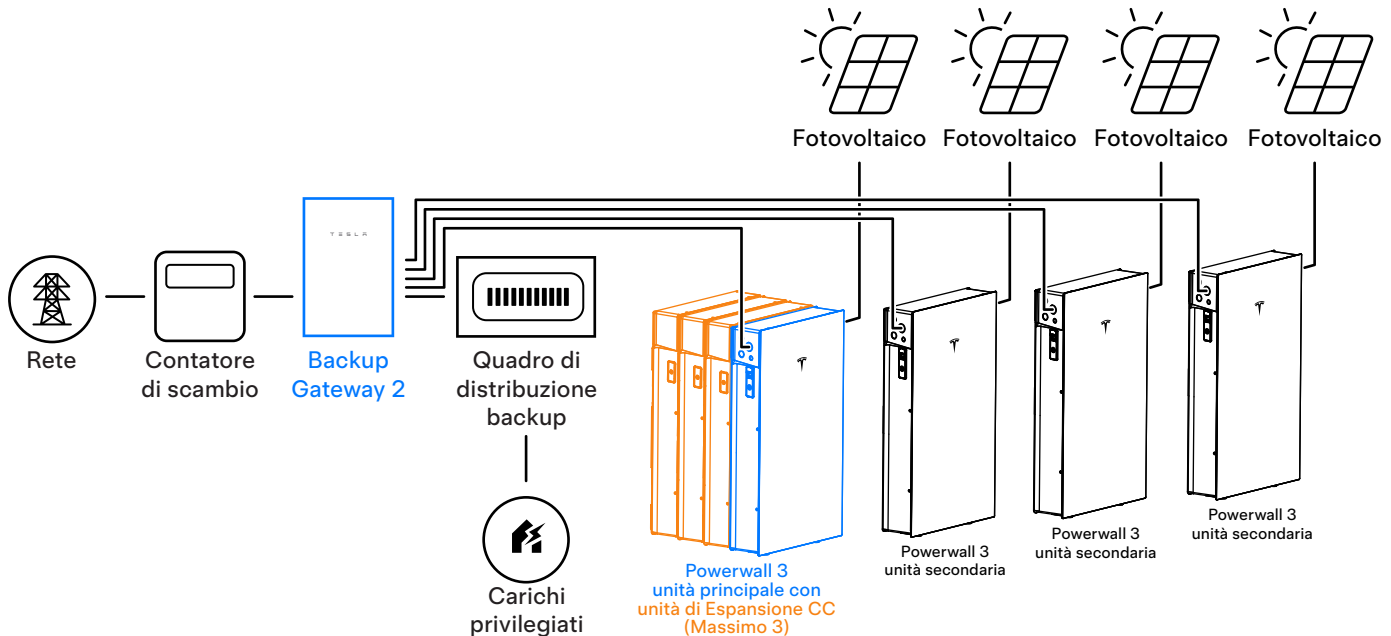 Fotovoltaico
Fotovoltaico
Fotovoltaico
Fotovoltaico
TESLA
Rete
Contatore
di scambio
Backup
Gateway 2
Quadro di
distribuzione
backup
Carichi
privilegiati
Powerwall 3
unità principale con
unità di Espansione CC
(Massimo 3)
Powerwall 3
unità secondaria
Powerwall 3
unità secondaria
Powerwall 3
unità secondaria